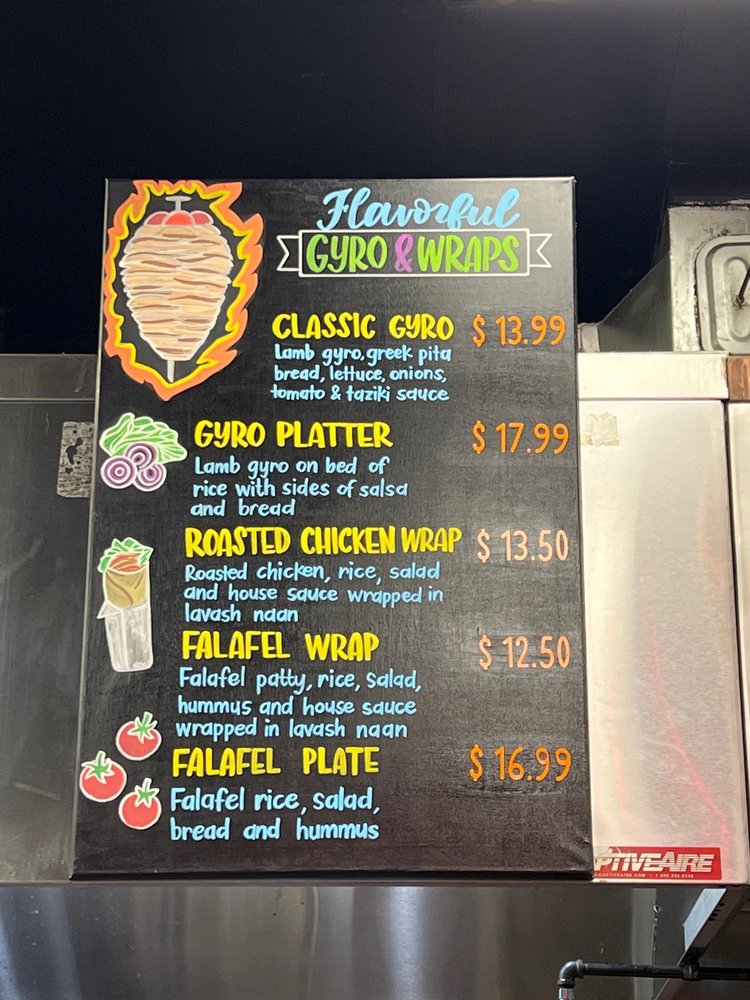 Flavorful
GYRO & WRAPS
CLASSIC GYRO $ 13.99
Lamb gyro, greek pita
bread, lettuce, onions,
tomato & taziki sauce
GYRO PLATTER $ 17.99
Lamb gyro on bed of
rice with sides of salsa
and bread
ROASTED CHICKEN WRAP $ 13.50
Roasted chicken, rice, salad
and house sauce wrapped in
lavash naan
FALAFEL WRAP $ 12.50
Falafel patty, rice, salad,
hummus and house sauce
wrapped in lavash naan
FALAFEL PLATE $ 16.99
Falafel rice, salad,
bread and hummus
PTIVEAIRE